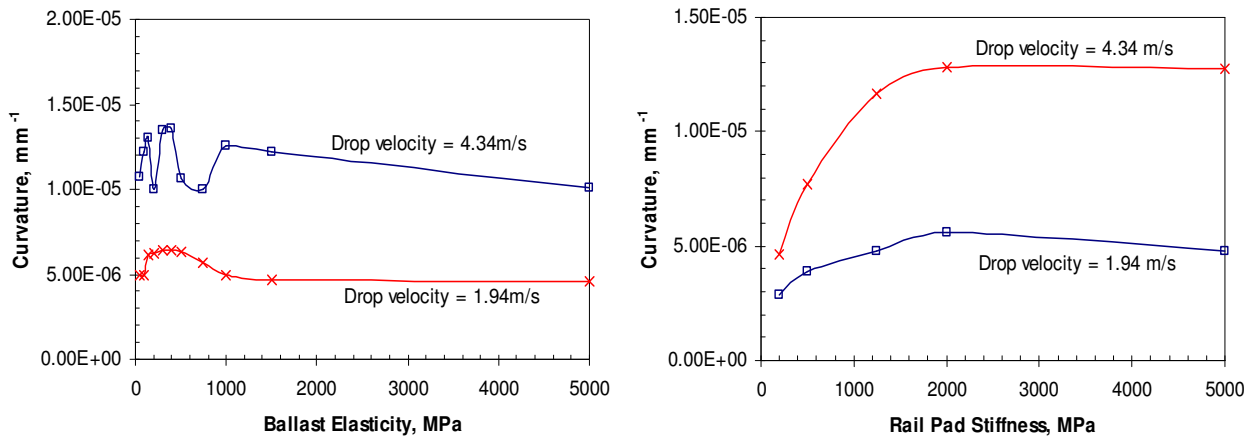 2.00E-05
1.50E-05
1.00E-05
5.00E-06
0.00E+00
Curvature, mm-1
Drop velocity = 4.34m/s
Drop velocity = 1.94m/s
0 1000 2000 3000 4000 5000
Ballast Elasticity, MPa
1.50E-05
1.00E-05
5.00E-06
0.00E+00
Curvature, mm-1
Drop velocity = 4.34 m/s
Drop velocity = 1.94 m/s
0 1000 2000 3000 4000 5000
Rail Pad Stiffness, MPa